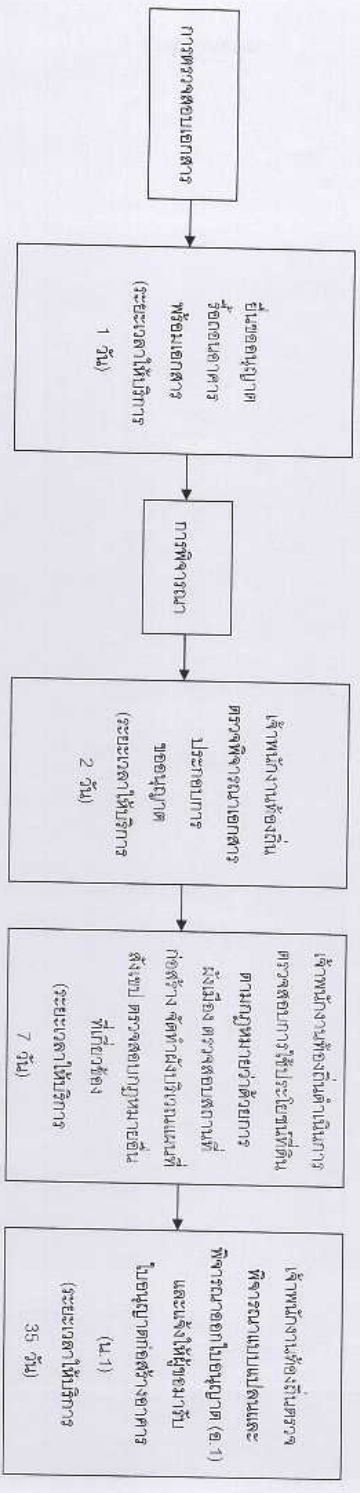 การตรวจสอบเอกสาร
ยื่นขออนุญาต
รื้อถอนอาคาร
พร้อมเอกสาร
(ระยะเวลาให้บริการ
1 วัน)
การพิจารณา
เจ้าพนักงานท้องถิ่น
ตรวจพิจารณาเอกสาร
ประกอบการ
ขออนุญาต
(ระยะเวลาให้บริการ
2 วัน)
เจ้าพนักงานท้องถิ่นดำเนินการ
ตรวจสอบการใช้ประโยชน์ที่ดิน
ตามกฎหมายว่าด้วยการ
ผังเมือง ตรวจสอบสถานที่
ก่อสร้าง จัดทำผังบริเวณแผนที่
สังเขป ตรวจสอบกฎหมายอื่น
ที่เกี่ยวข้อง
(ระยะเวลาให้บริการ
7 วัน)
เจ้าพนักงานท้องถิ่นตรวจ
พิจารณาแบบแปลนและ
พิจารณาออกใบอนุญาต (อ.1)
และแจ้งให้ผู้ขอมารับ
ใบอนุญาตก่อสร้างอาคาร
(น.1)
(ระยะเวลาให้บริการ
35 วัน)